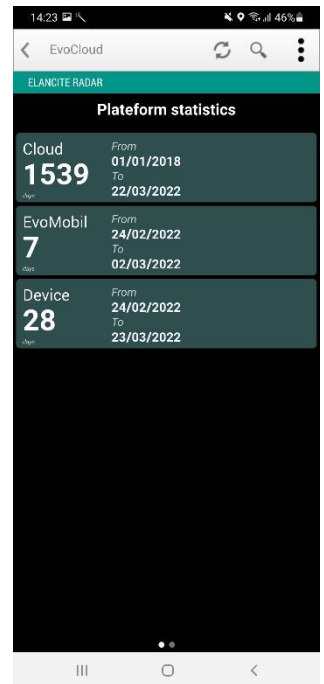 14:23 46%
EvoCloud
ELANCITE RADAR
Plateform statistics
Cloud
1539
days
From
01/01/2018
To
22/03/2022
EvoMobil
7
days
From
24/02/2022
To
02/03/2022
Device
28
days
From
24/02/2022
To
23/03/2022